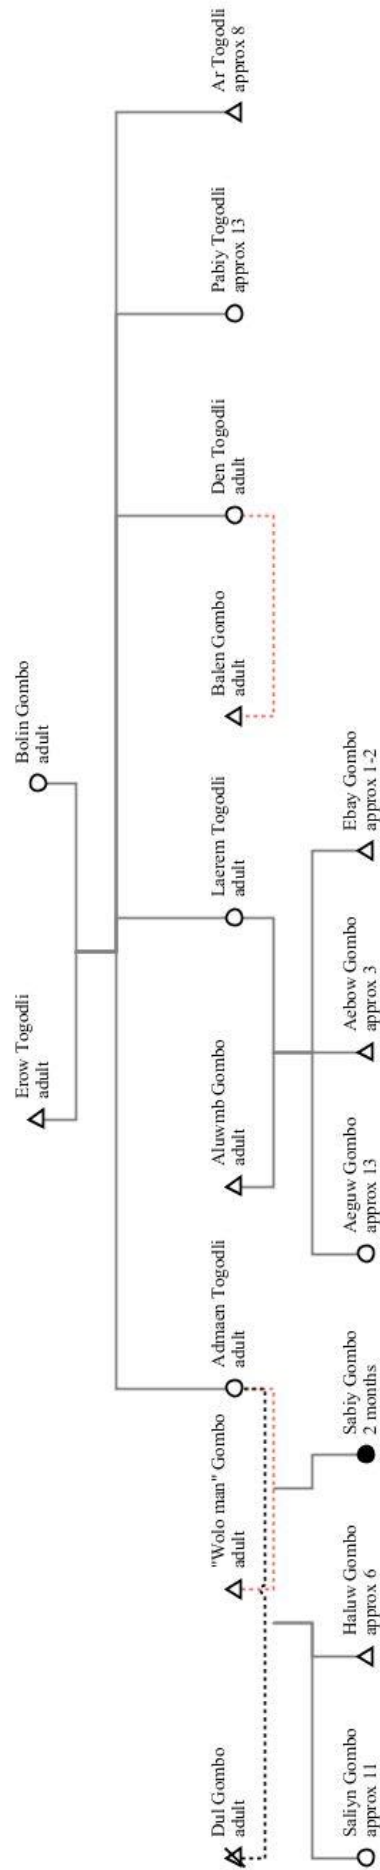 Erow Togodli
adult
Bolin Gombo
adult
Dul Gombo
adult
"Wolo man" Gombo
adult
Admaen Togodli
adult
Aluwmb Gombo
adult
Laerem Togodli
adult
Balen Gombo
adult
Den Togodli
adult
Pabiy Togodli
approx 13
Ar Togodli
approx 8
Saliyn Gombo
approx 11
Haluw Gombo
approx 6
Sabiy Gombo
2 months
Aeguw Gombo
approx 13
Aebow Gombo
approx 3
Ebay Gombo
approx 1-2